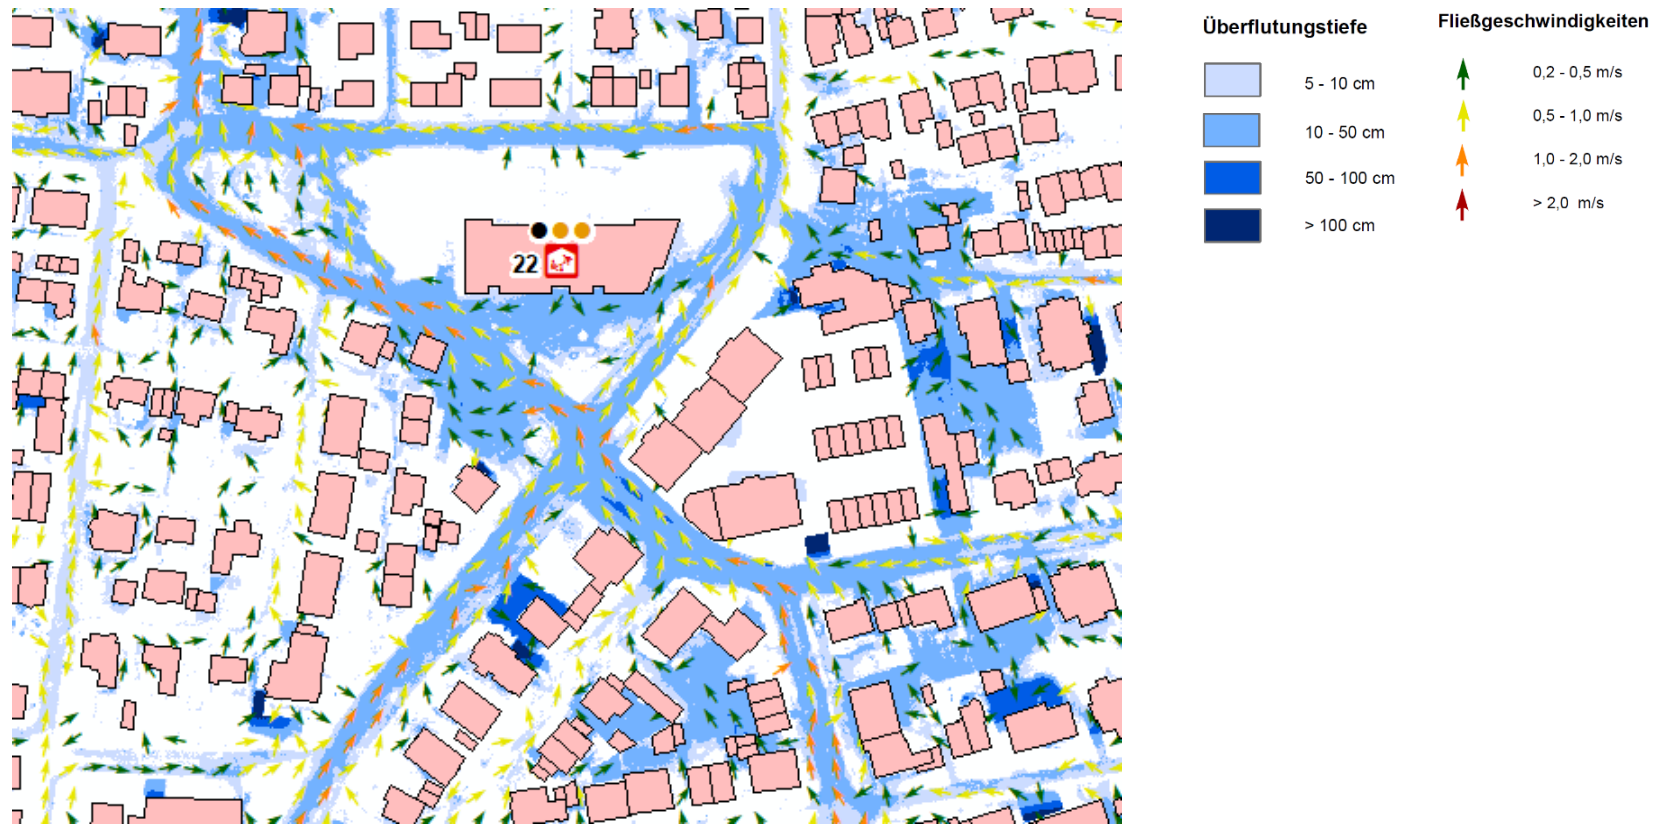 Überflutungstiefe
5 - 10 cm
10 - 50 cm
50 - 100 cm
> 100 cm
Fließgeschwindigkeiten
0,2 - 0,5 m/s
0,5 - 1,0 m/s
1,0 - 2,0 m/s
> 2,0 m/s
22